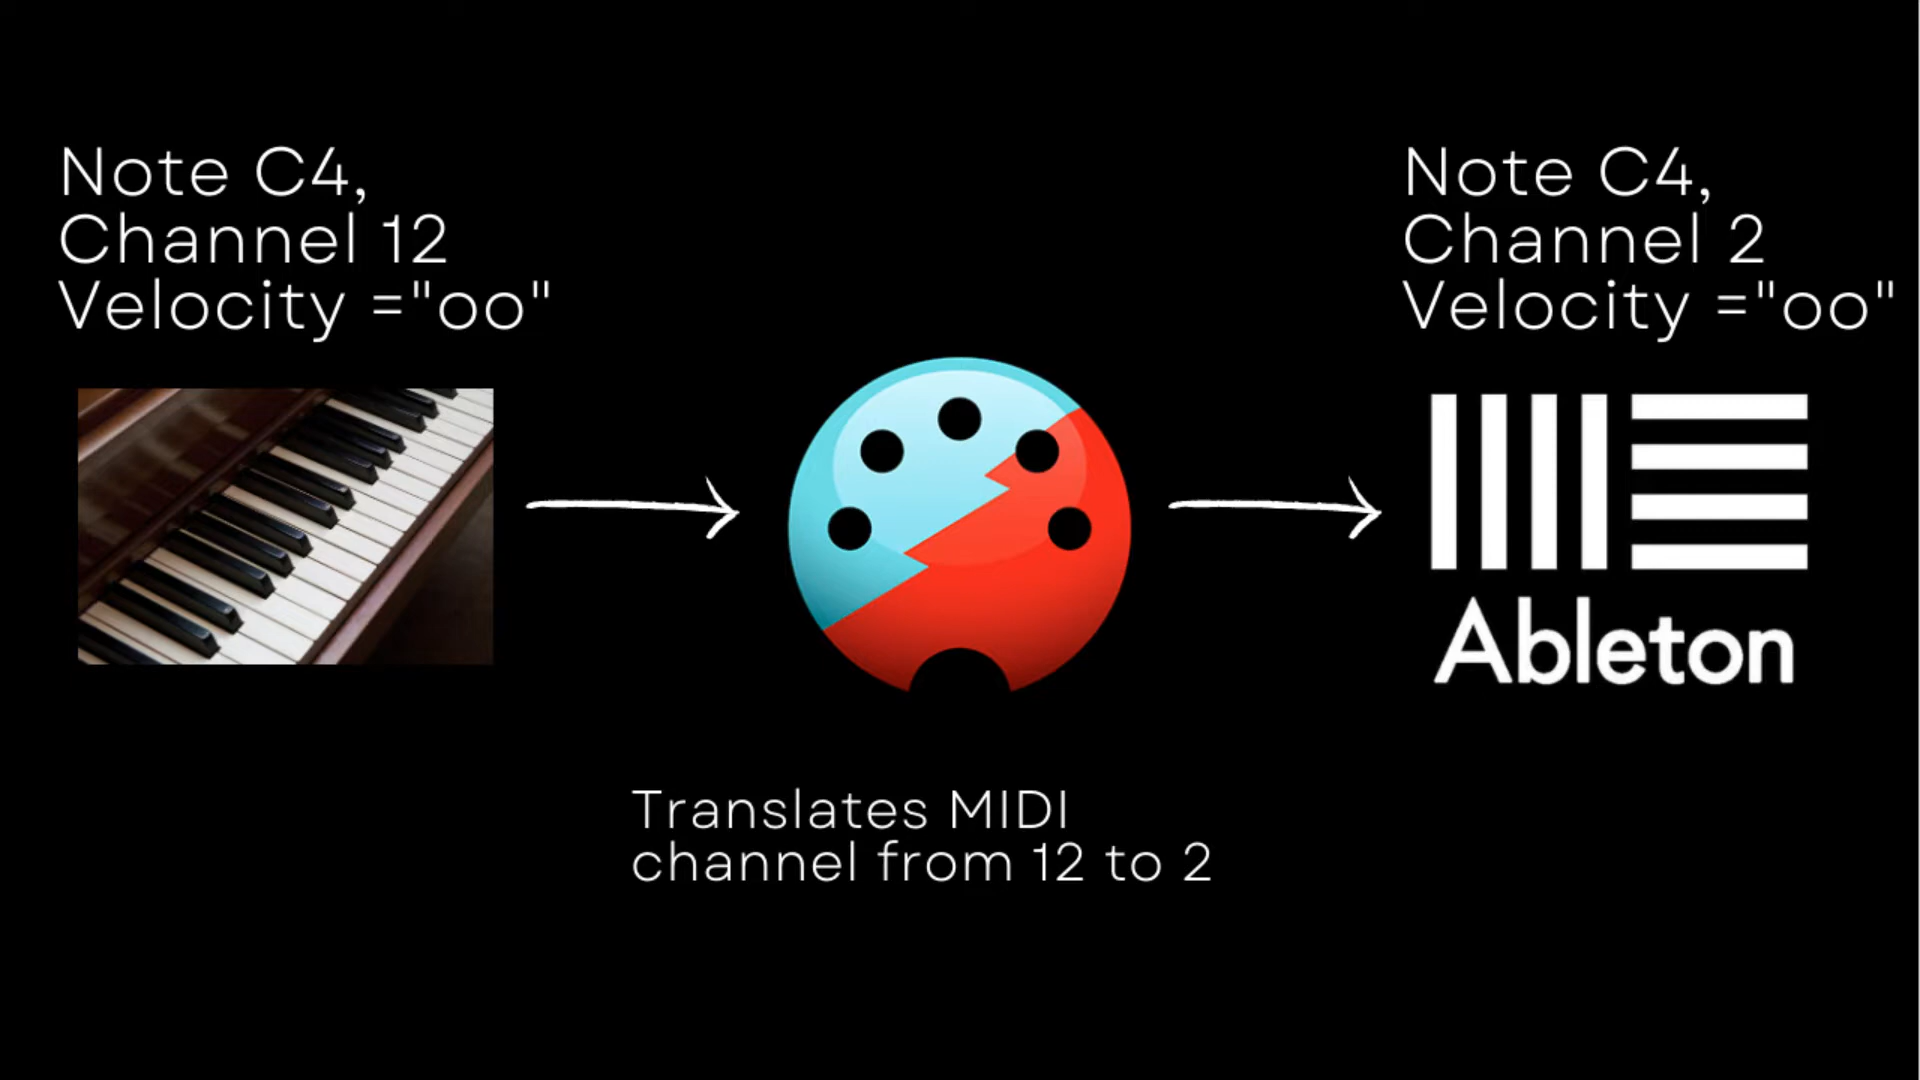 Note C4,
Channel 12
Velocity ="oo"
Note C4,
Channel 2
Velocity ="oo"
Ableton
Translates MIDI
channel from 12 to 2